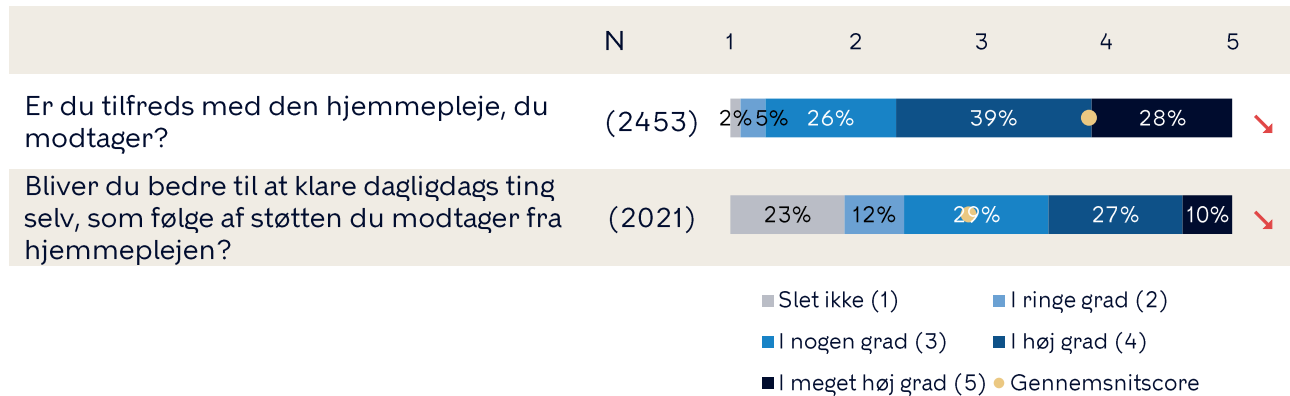 N 1 2 3 4 5
Er du tilfreds med den hjemmepleje, du
modtager?
(2453) 2% 5% 26% 39% 28%
Bliver du bedre til at klare dagligdags ting
selv, som følge af støtten du modtager fra
hjemmeplejen?
(2021) 23% 12% 29% 27% 10%
Slet ikke (1) I ringe grad (2)
I nogen grad (3) I høj grad (4)
I meget høj grad (5) Gennemsnitscore